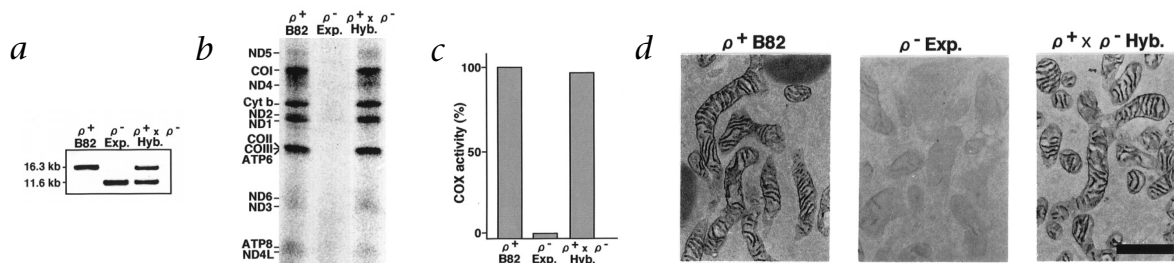 a
ρ+ B82
ρ− Exp.
ρ+ x ρ− Hyb.
16.3 kb
11.6 kb
b
ρ+ B82
ρ− Exp.
ρ+ x ρ− Hyb.
ND5
COI
ND4
Cyt b
ND2
ND1
COII
COIII
ATP6
ND6
ND3
ATP8
ND4L
c
COX activity (%)
100
50
0
ρ+ B82
ρ− Exp.
ρ+ x ρ− Hyb.
d
ρ+ B82
ρ− Exp.
ρ+ x ρ− Hyb.